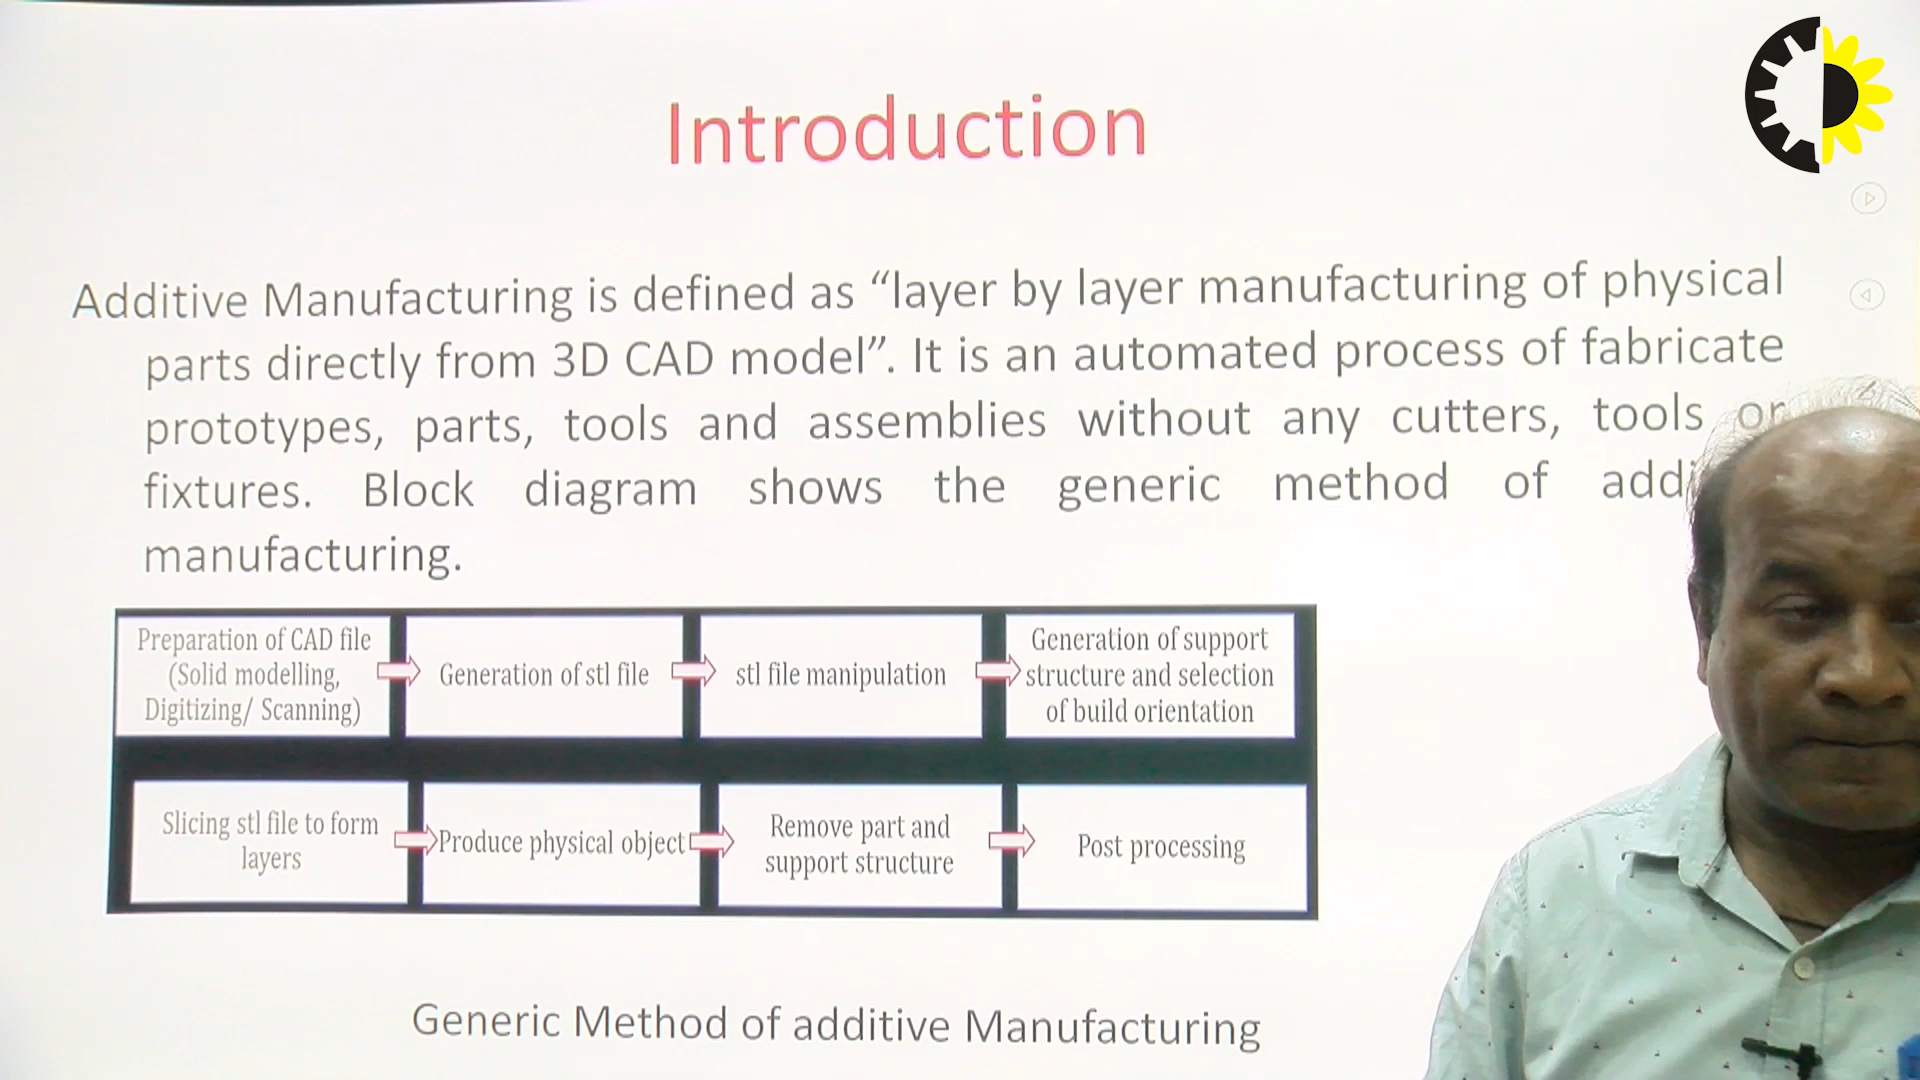 Introduction
Additive Manufacturing is defined as “layer by layer manufacturing of physical
parts directly from 3D CAD model”. It is an automated process of fabricate
prototypes, parts, tools and assemblies without any cutters, tools or
fixtures. Block diagram shows the generic method of
manufacturing.
Preparation of CAD file
(Solid modelling,
Digitizing/ Scanning)
Generation of stl file
stl file manipulation
Generation of support
structure and selection
of build orientation
Slicing stl file to form
layers
Produce physical object
Remove part and
support structure
Post processing
Generic Method of additive Manufacturing